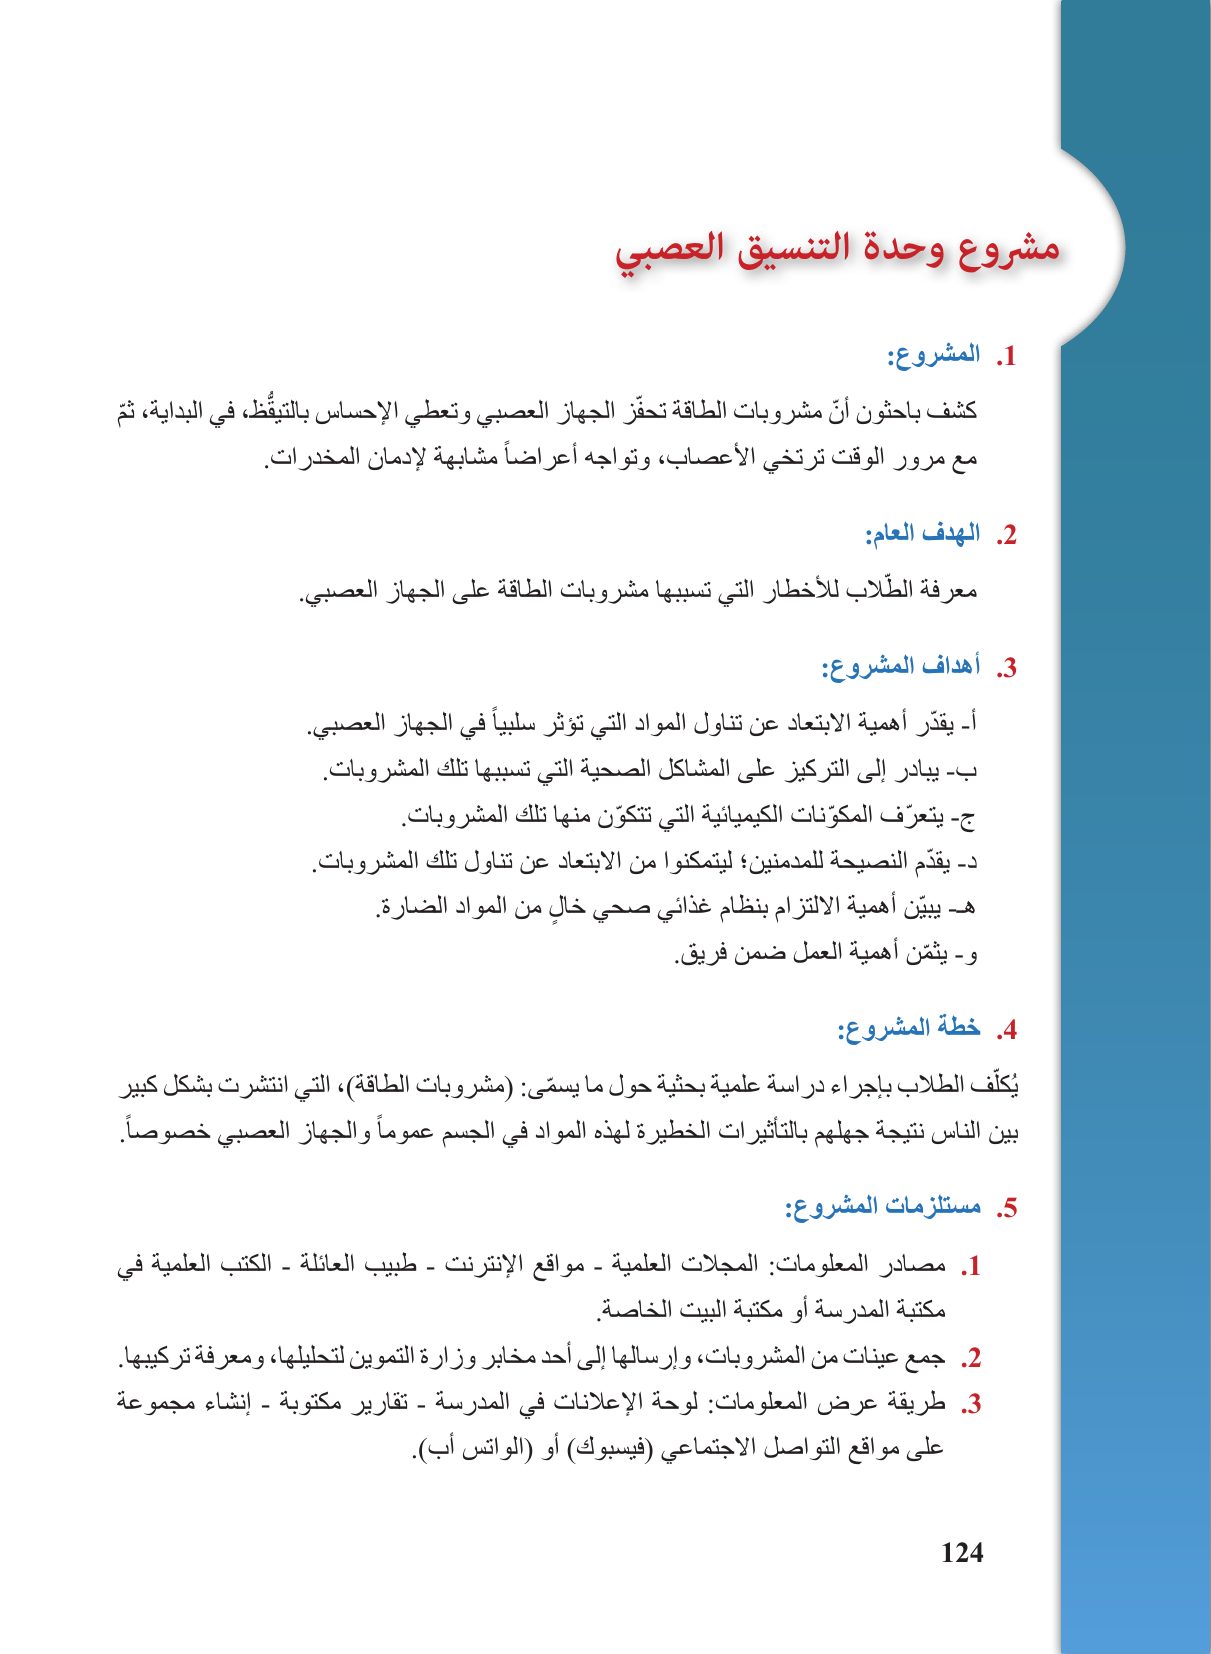 مشروع وحدة التنسيق العصبي
1. المشروع:
كشف باحثون أنّ مشروبات الطاقة تحفّز الجهاز العصبي وتعطي الإحساس بالتيقُّظ، في البداية، ثمّ
مع مرور الوقت ترتخي الأعصاب، وتواجه أعراضاً مشابهة لإدمان المخدرات.
2. الهدف العام:
معرفة الطّلاب للأخطار التي تسببها مشروبات الطاقة على الجهاز العصبي.
3. أهداف المشروع:
أ- يقدّر أهمية الابتعاد عن تناول المواد التي تؤثر سلبياً في الجهاز العصبي.
ب- يبادر إلى التركيز على المشاكل الصحية التي تسببها تلك المشروبات.
ج- يتعرّف المكوّنات الكيميائية التي تتكوّن منها تلك المشروبات.
د- يقدّم النصيحة للمدمنين؛ ليتمكنوا من الابتعاد عن تناول تلك المشروبات.
هـ- يبيّن أهمية الالتزام بنظام غذائي صحي خالٍ من المواد الضارة.
و- يثمّن أهمية العمل ضمن فريق.
4. خطة المشروع:
يُكلّف الطلاب بإجراء دراسة علمية بحثية حول ما يسمّى: (مشروبات الطاقة)، التي انتشرت بشكل كبير
بين الناس نتيجة جهلهم بالتأثيرات الخطيرة لهذه المواد في الجسم عموماً والجهاز العصبي خصوصاً.
5. مستلزمات المشروع:
1. مصادر المعلومات: المجلات العلمية - مواقع الإنترنت - طبيب العائلة - الكتب العلمية في
مكتبة المدرسة أو مكتبة البيت الخاصة.
2. جمع عينات من المشروبات، وإرسالها إلى أحد مخابر وزارة التموين لتحليلها، ومعرفة تركيبها.
3. طريقة عرض المعلومات: لوحة الإعلانات في المدرسة - تقارير مكتوبة - إنشاء مجموعة
على مواقع التواصل الاجتماعي (فيسبوك) أو (الواتس أب).
124